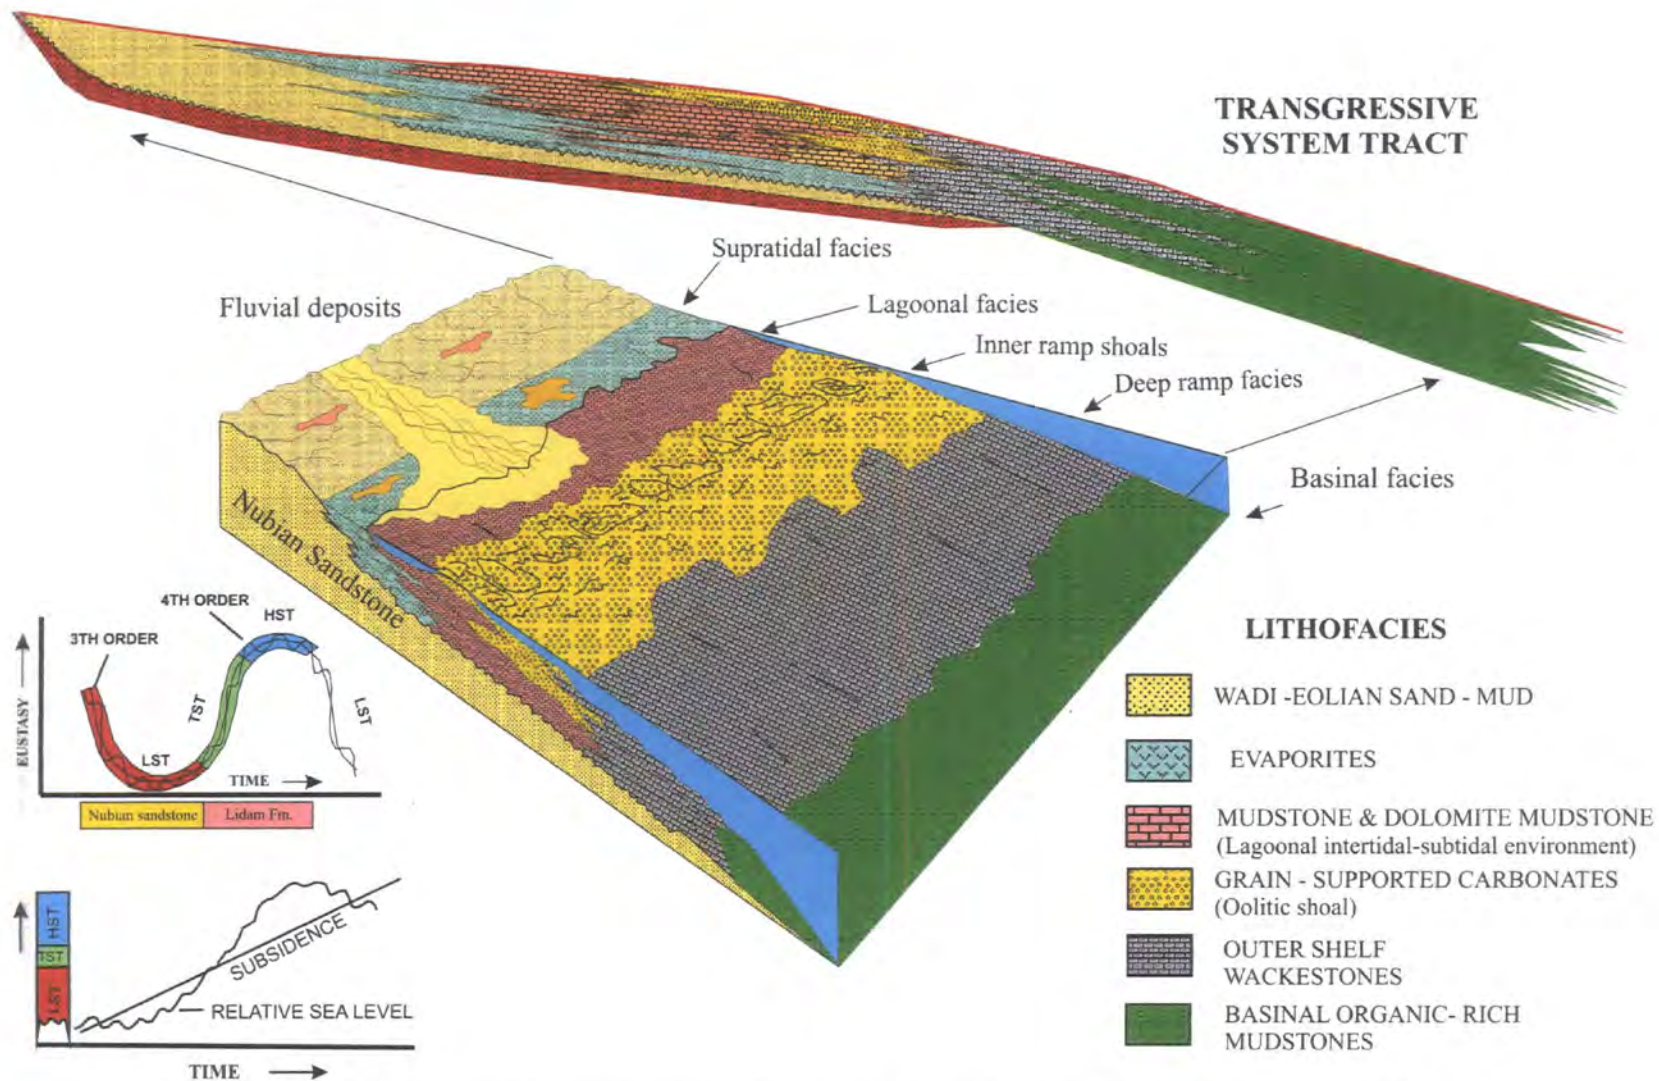 TRANSGRESSIVE
SYSTEM TRACT
Supratidal facies
Fluvial deposits
Lagoonal facies
Inner ramp shoals
Deep ramp facies
Basinal facies
Nubian Sandstone
4TH ORDER
HST
3TH ORDER
TST
LST
LST
EUSTASY
TIME
Nubian sandstone
Lidam Fm.
HST
TST
LST
SUBSIDENCE
RELATIVE SEA LEVEL
TIME
LITHOFACIES
WADI -EOLIAN SAND - MUD
EVAPORITES
MUDSTONE & DOLOMITE MUDSTONE
(Lagoonal intertidal-subtidal environment)
GRAIN - SUPPORTED CARBONATES
(Oolitic shoal)
OUTER SHELF
WACKESTONES
BASINAL ORGANIC- RICH
MUDSTONES